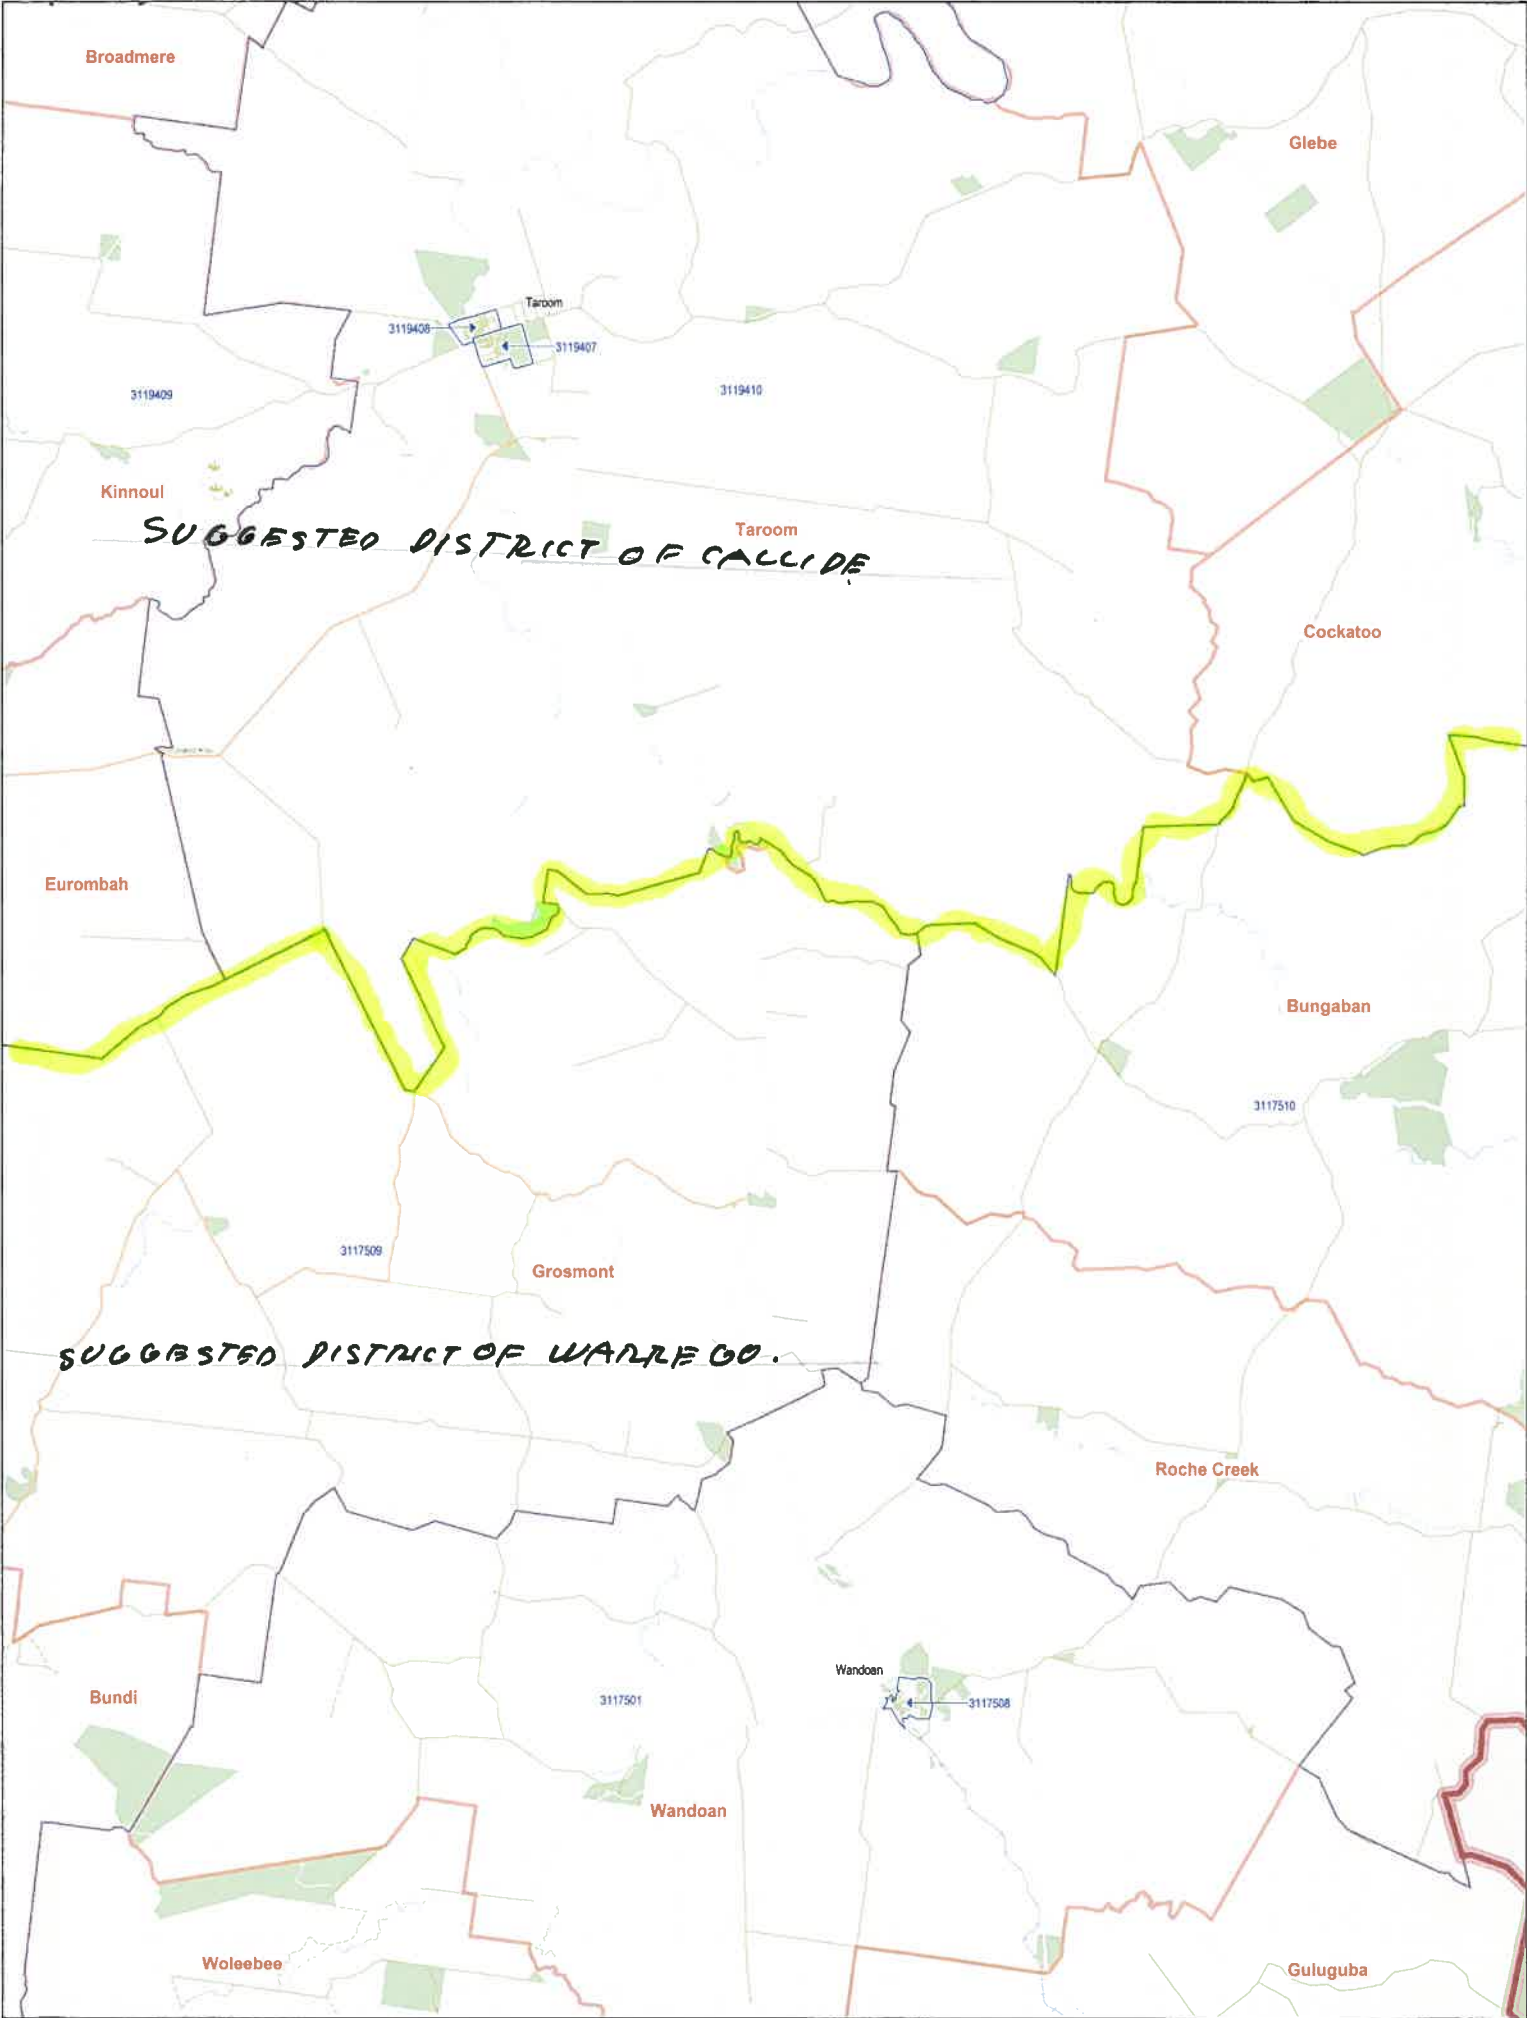 Broadmere
Glebe
Taroom
3119408
3119407
3119409
3119410
Kinnoul
Taroom
SUGGESTED DISTRICT OF CALLIDE
Cockatoo
Eurombah
Bungaban
3117510
3117509
Grosmont
SUGGESTED DISTRICT OF WARREGO.
Roche Creek
Wandoan
Bundi
3117501
3117508
Wandoan
Woleebee
Guluguba